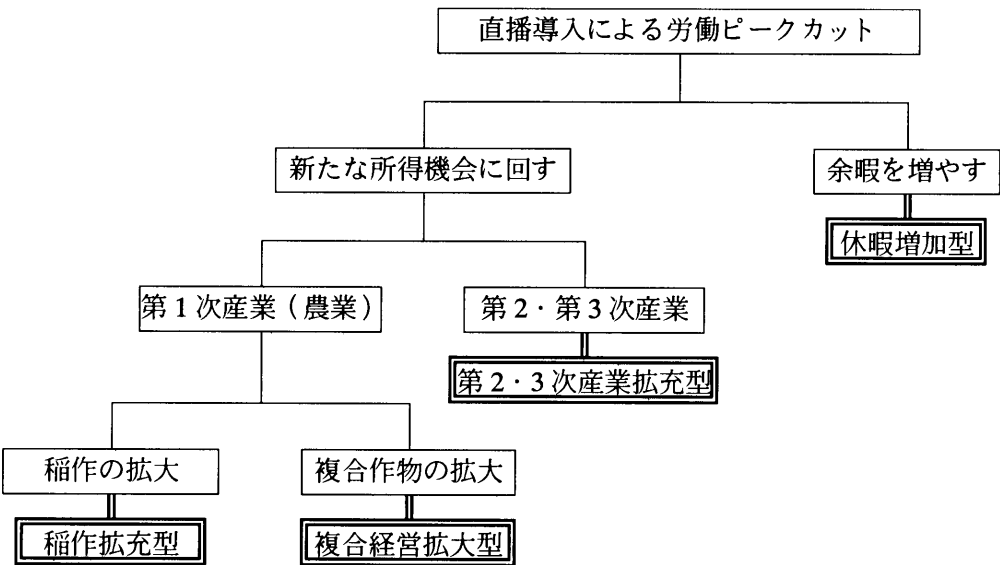 直播導入による労働ピークカット
新たな所得機会に回す
余暇を増やす
休暇増加型
第1次産業(農業)
第2・第3次産業
第2・3次産業拡充型
稲作の拡大
複合作物の拡大
稲作拡充型
複合経営拡大型